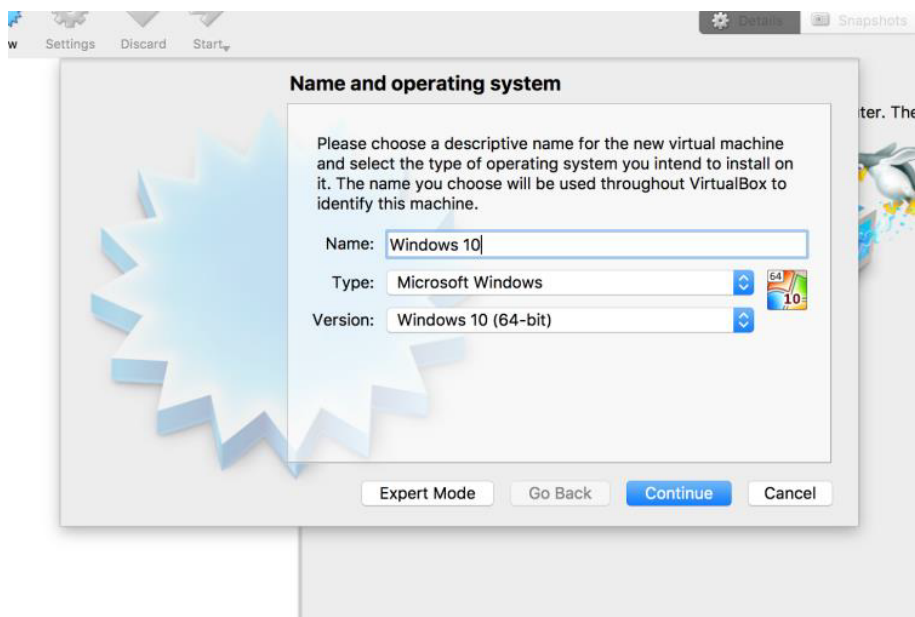 w Settings Discard Start
Details Snapshots
Name and operating system
ter. The
Please choose a descriptive name for the new virtual machine
and select the type of operating system you intend to install on
it. The name you choose will be used throughout VirtualBox to
identify this machine.
Name: Windows 10
Type: Microsoft Windows
64
10
Version: Windows 10 (64-bit)
Expert Mode Go Back Continue Cancel